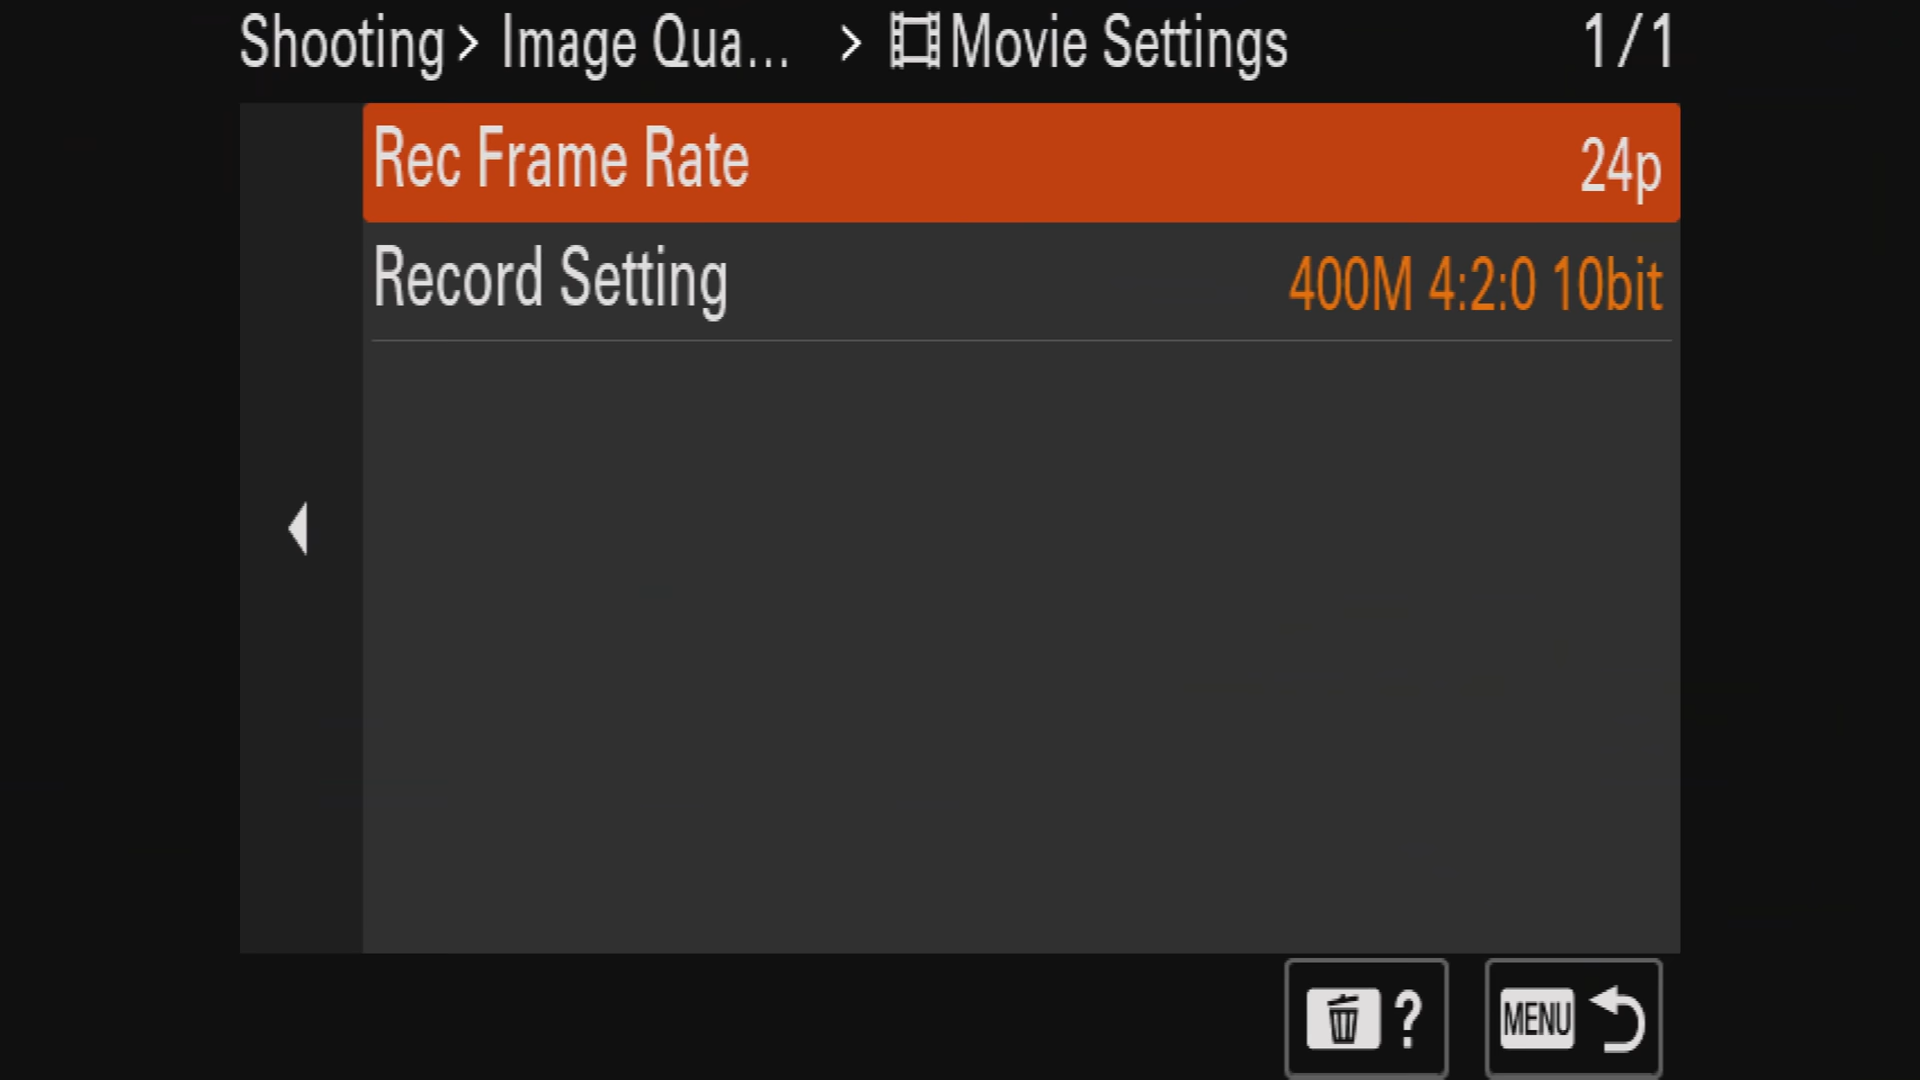 Shooting > Image Qua... > Movie Settings 1/1
Rec Frame Rate 24p
Record Setting 400M 4:2:0 10bit
? MENU